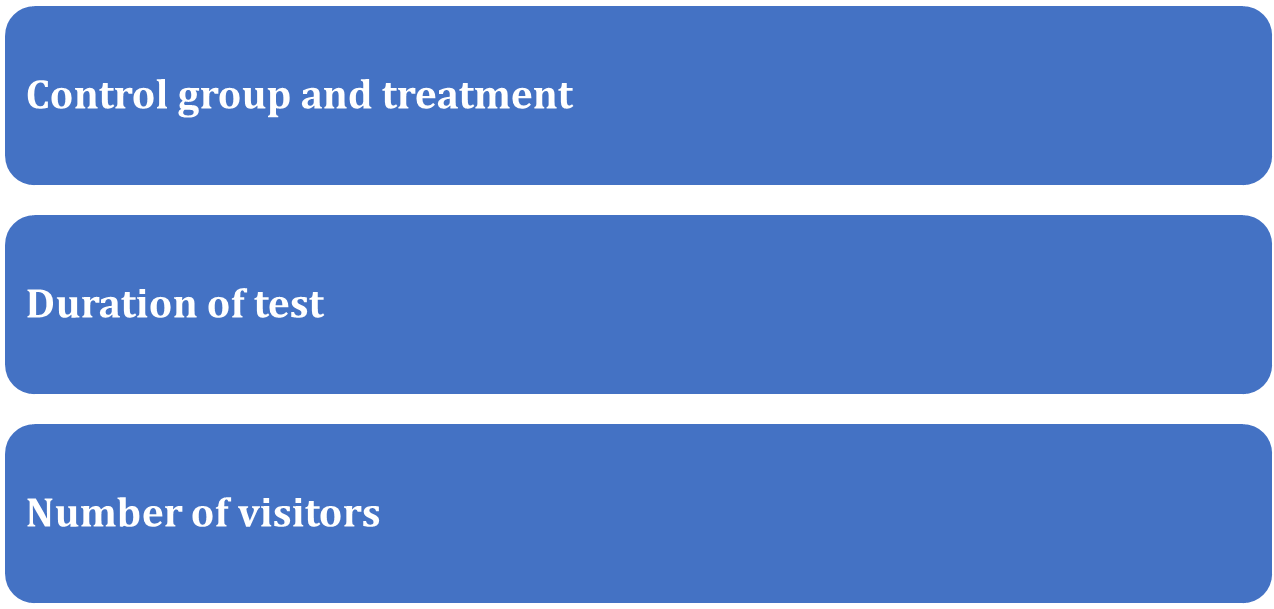 Control group and treatment
Duration of test
Number of visitors